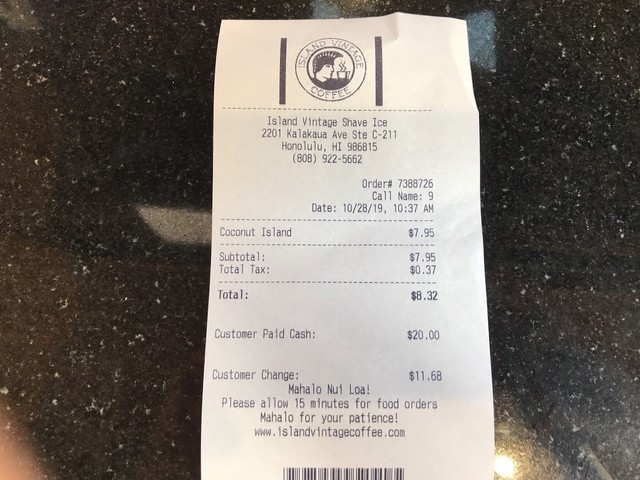 ISLAND VINTAGE
COFFEE
Island Vintage Shave Ice
2201 Kalakaua Ave Ste C-211
Honolulu, HI 986815
(808) 922-5662
Order# 7388726
Call Name: 9
Date: 10/28/19, 10:37 AM
Coconut Island $7.95
Subtotal: $7.95
Total Tax: $0.37
Total: $8.32
Customer Paid Cash: $20.00
Customer Change: $11.68
Mahalo Nui Loa!
Please allow 15 minutes for food orders
Mahalo for your patience!
www.islandvintagecoffee.com